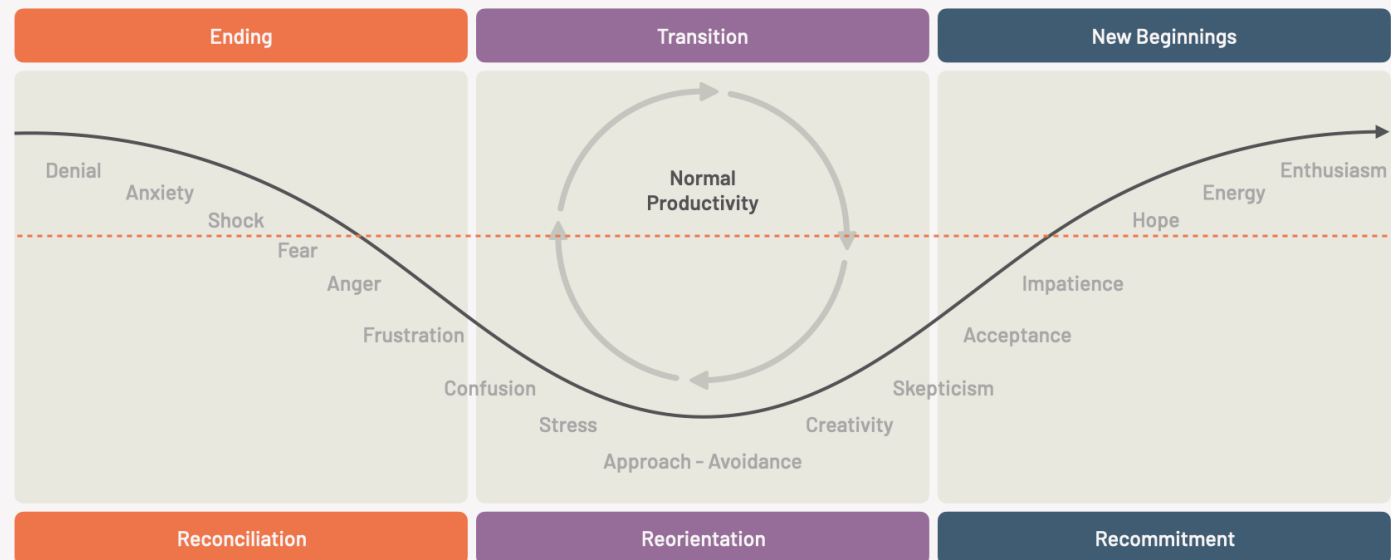 Ending
Transition
New Beginnings
Denial
Anxiety
Shock
Fear
Anger
Frustration
Confusion
Stress
Approach - Avoidance
Normal
Productivity
Creativity
Skepticism
Acceptance
Impatience
Hope
Energy
Enthusiasm
Reconciliation
Reorientation
Recommitment